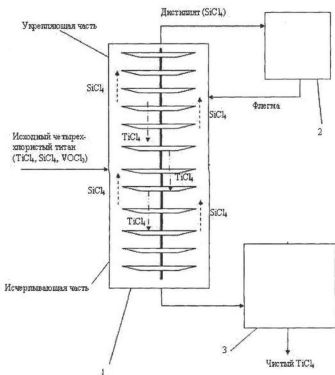 Укрепляющая часть
Дистиллят (SiCl₄)
SiCl₄
SiCl₄
TiCl₄
Флегма
2
Исходный четырех-
хлористый титан
(TiCl₄, SiCl₄, VOCl₃)
TiCl₄
SiCl₄
TiCl₄
SiCl₄
Исчерпывающая часть
1
3
Чистый TiCl₄